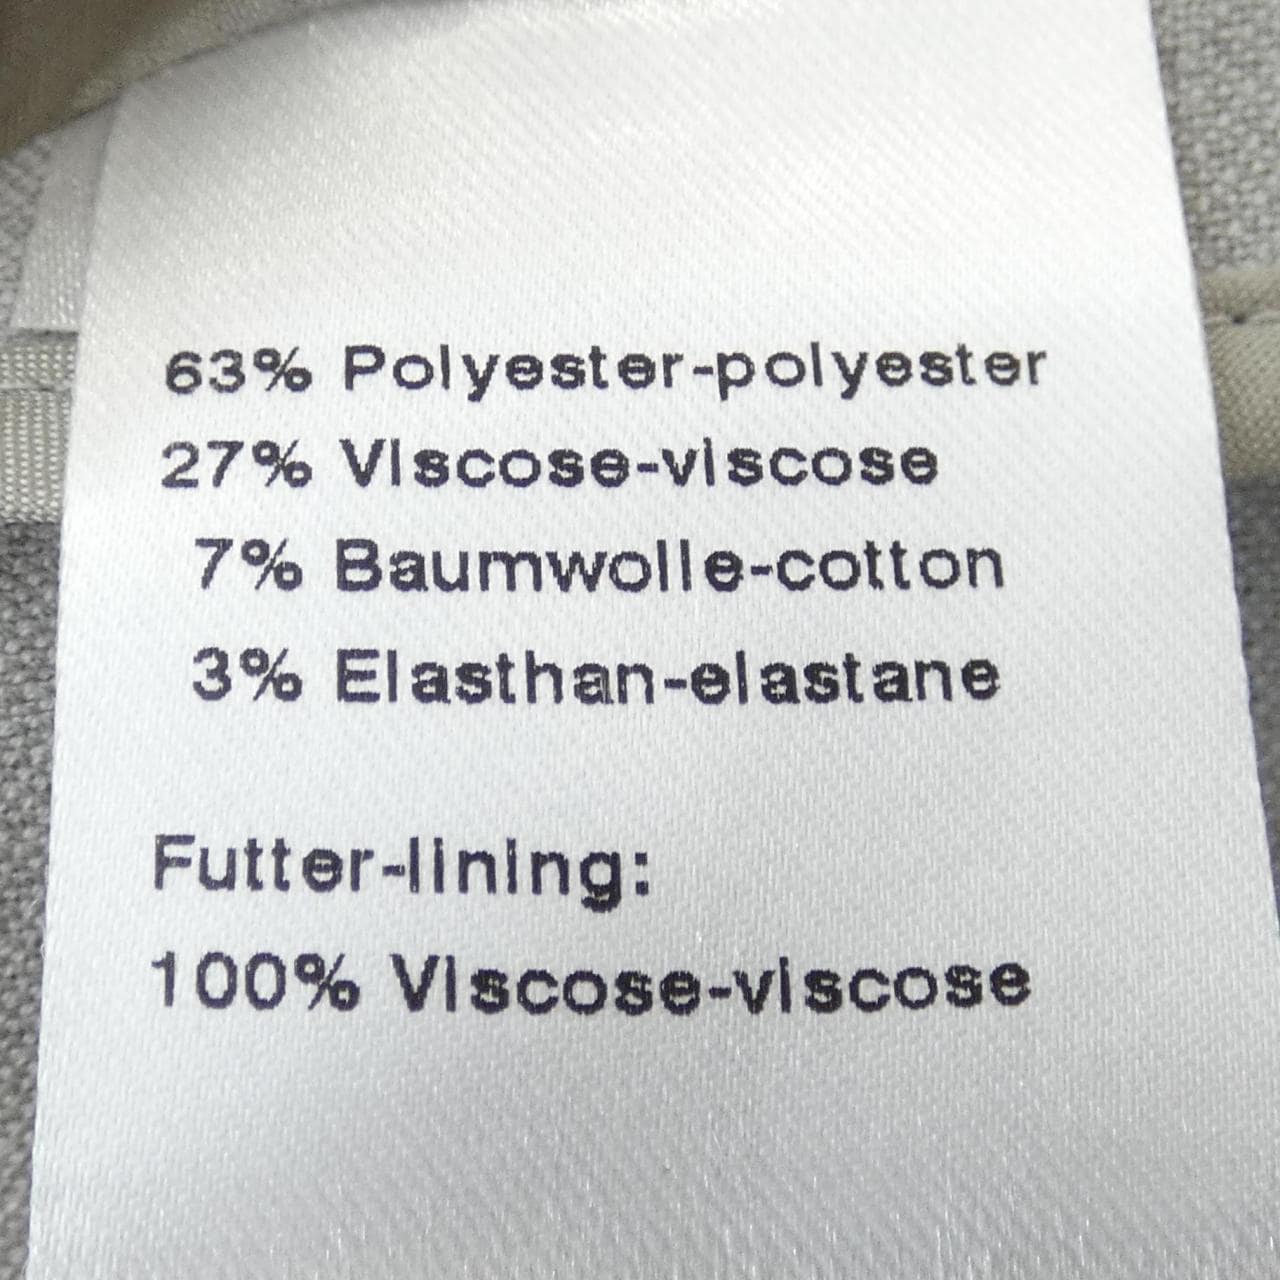 63% Polyester-polyester
27% Viscose-viscose
7% Baumwolle-cotton
3% Elasthan-elastane
Futter-lining:
100% Viscose-viscose